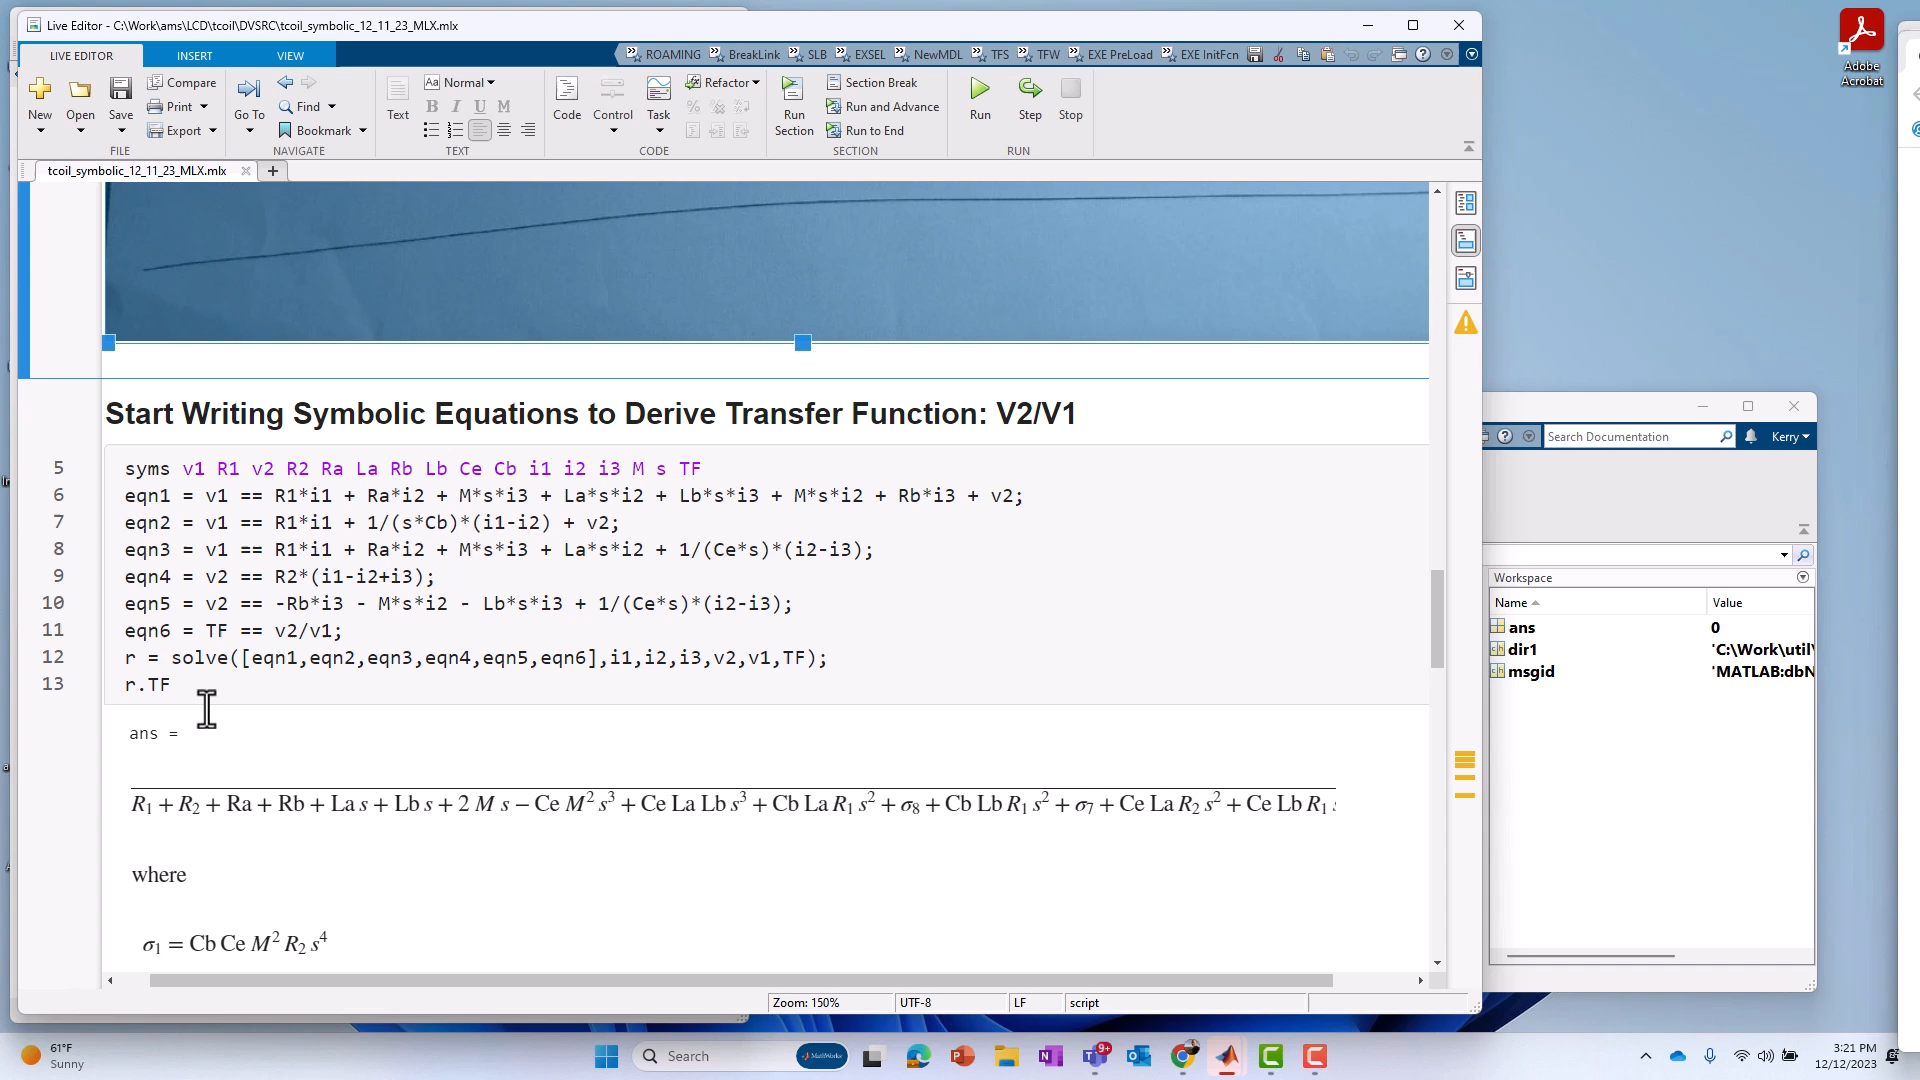 Live Editor - C:\Work\ams\LCD\tcoil\DVSRC\tcoil_symbolic_12_11_23_MLX.mlx
LIVE EDITOR INSERT VIEW
ROAMING BreakLink SLB EXSEL NewMDL TFS TFW EXE PreLoad EXE InitFcn
New Open Save Compare Print Export
FILE
Go To Find Bookmark
NAVIGATE
Text Normal B I U M
TEXT
Code Control Task Refactor
CODE
Run Section Section Break Run and Advance Run to End
SECTION
Run Step Stop
RUN
tcoil_symbolic_12_11_23_MLX.mlx
Adobe Acrobat
Start Writing Symbolic Equations to Derive Transfer Function: V2/V1
5 syms v1 R1 v2 R2 Ra La Rb Lb Ce Cb i1 i2 i3 M s TF
6 eqn1 = v1 == R1*i1 + Ra*i2 + M*s*i3 + La*s*i2 + Lb*s*i3 + M*s*i2 + Rb*i3 + v2;
7 eqn2 = v1 == R1*i1 + 1/(s*Cb)*(i1-i2) + v2;
8 eqn3 = v1 == R1*i1 + Ra*i2 + M*s*i3 + La*s*i2 + 1/(Ce*s)*(i2-i3);
9 eqn4 = v2 == R2*(i1-i2+i3);
10 eqn5 = v2 == -Rb*i3 - M*s*i2 - Lb*s*i3 + 1/(Ce*s)*(i2-i3);
11 eqn6 = TF == v2/v1;
12 r = solve([eqn1,eqn2,eqn3,eqn4,eqn5,eqn6],i1,i2,i3,v2,v1,TF);
13 r.TF
ans =
R₁ + R₂ + Ra + Rb + La s + Lb s + 2 M s − Ce M² s³ + Ce La Lb s³ + Cb La R₁ s² + σ₈ + Cb Lb R₁ s² + σ₇ + Ce La R₂ s² + Ce Lb R₁ s
where
σ₁ = Cb Ce M² R₂ s⁴
Zoom: 150% UTF-8 LF script
Search Documentation Kerry
Workspace
Name Value
ans 0
dir1 'C:\Work\util\
msgid 'MATLAB:dbN
61°F
Sunny
Search MathWorks
9+
3:21 PM
12/12/2023